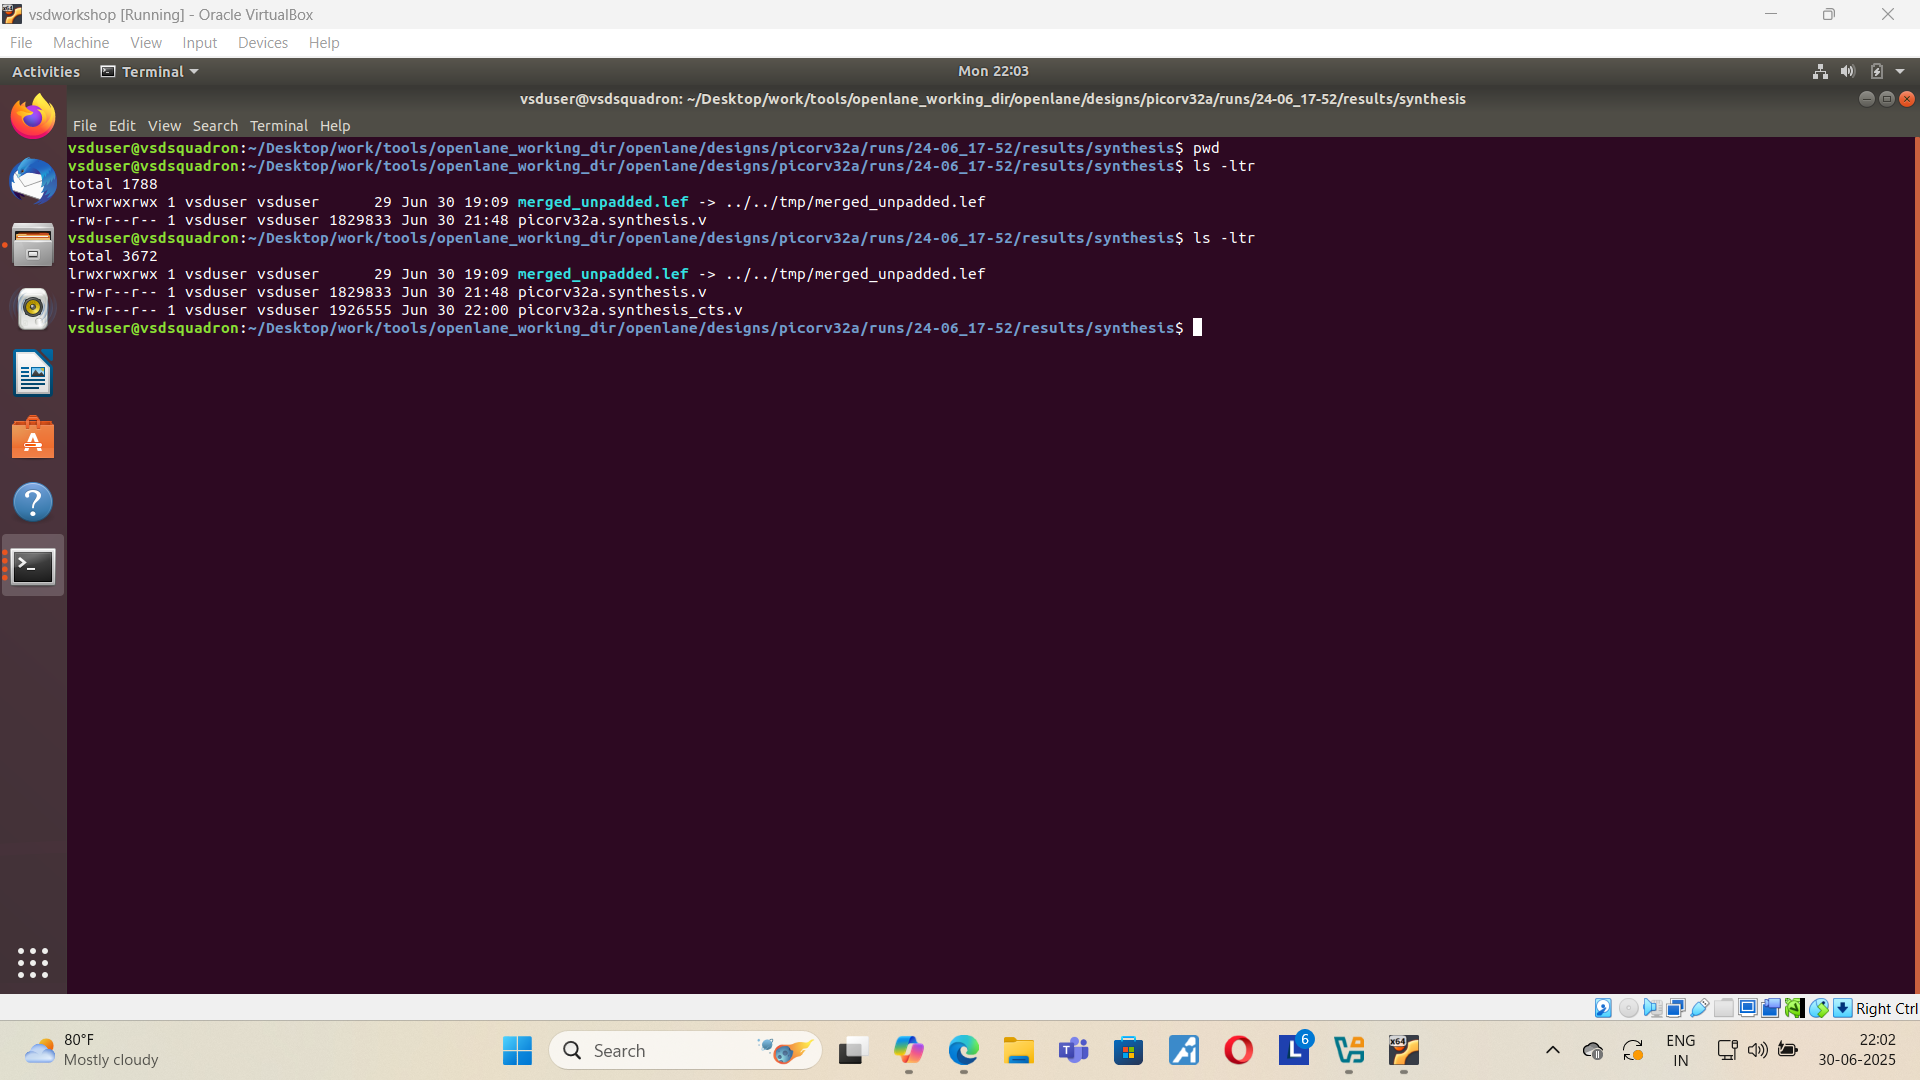 vsdworkshop [Running] - Oracle VirtualBox
File Machine View Input Devices Help
Activities Terminal Mon 22:03
vsduser@vsdsquadron: ~/Desktop/work/tools/openlane_working_dir/openlane/designs/picorv32a/runs/24-06_17-52/results/synthesis
File Edit View Search Terminal Help
vsduser@vsdsquadron:~/Desktop/work/tools/openlane_working_dir/openlane/designs/picorv32a/runs/24-06_17-52/results/synthesis$ pwd
vsduser@vsdsquadron:~/Desktop/work/tools/openlane_working_dir/openlane/designs/picorv32a/runs/24-06_17-52/results/synthesis$ ls -ltr
total 1788
lrwxrwxrwx 1 vsduser vsduser      29 Jun 30 19:09 merged_unpadded.lef -> ../../tmp/merged_unpadded.lef
-rw-r--r-- 1 vsduser vsduser 1829833 Jun 30 21:48 picorv32a.synthesis.v
vsduser@vsdsquadron:~/Desktop/work/tools/openlane_working_dir/openlane/designs/picorv32a/runs/24-06_17-52/results/synthesis$ ls -ltr
total 3672
lrwxrwxrwx 1 vsduser vsduser      29 Jun 30 19:09 merged_unpadded.lef -> ../../tmp/merged_unpadded.lef
-rw-r--r-- 1 vsduser vsduser 1829833 Jun 30 21:48 picorv32a.synthesis.v
-rw-r--r-- 1 vsduser vsduser 1926555 Jun 30 22:00 picorv32a.synthesis_cts.v
vsduser@vsdsquadron:~/Desktop/work/tools/openlane_working_dir/openlane/designs/picorv32a/runs/24-06_17-52/results/synthesis$
Right Ctrl
80°F
Mostly cloudy
Search
6
x64
ENG
IN
22:02
30-06-2025